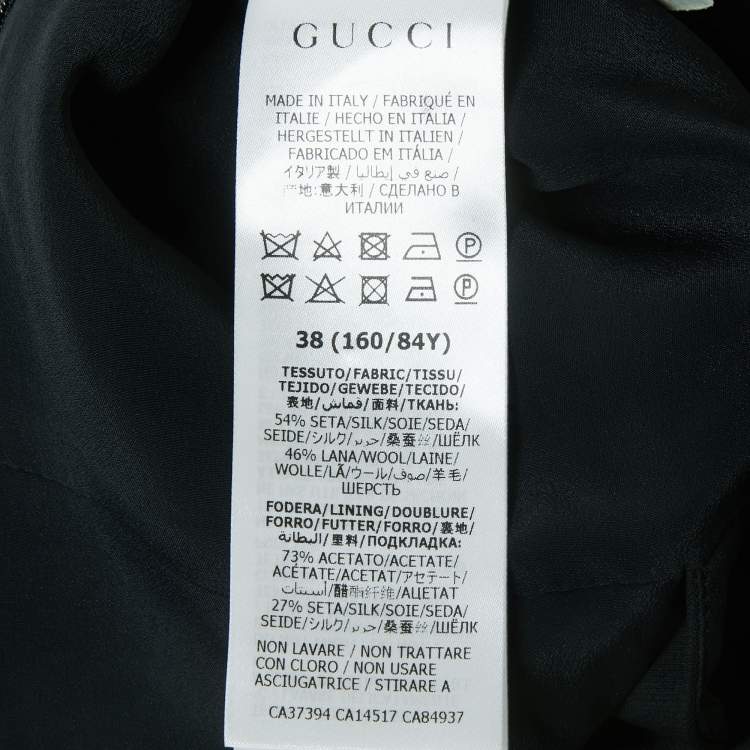 GUCCI
MADE IN ITALY / FABRIQUÉ EN
ITALIE / HECHO EN ITALIA /
HERGESTELLT IN ITALIEN /
FABRICADO EM ITÁLIA /
イタリア製 / صنع في إيطاليا /
地:意大利 / СДЕЛАНО В
ИТАЛИИ
P
P
38 (160/84Y)
TESSUTO/FABRIC/TISSU/
TEJIDO/GEWEBE/TECIDO/
表地/قماش/面料/ТКАНЬ:
54% SETA/SILK/SOIE/SEDA/
SEIDE/シルク/حرير/桑蚕丝/ШЁЛК
46% LANA/WOOL/LAINE/
WOLLE/LÃ/ウール/صوف/羊毛/
ШЕРСТЬ
FODERA/LINING/DOUBLURE/
FORRO/FUTTER/FORRO/裏地/
البطانة/里料/ПОДКЛАДКА:
73% ACETATO/ACETATE/
ACÉTATE/ACETAT/アセテート/
أسيتات/醋酯纤维/АЦЕТАТ
27% SETA/SILK/SOIE/SEDA/
SEIDE/シルク/حرير/桑蚕丝/ШЁЛК
NON LAVARE / NON TRATTARE
CON CLORO / NON USARE
ASCIUGATRICE / STIRARE A
CA37394 CA14517 CA84937